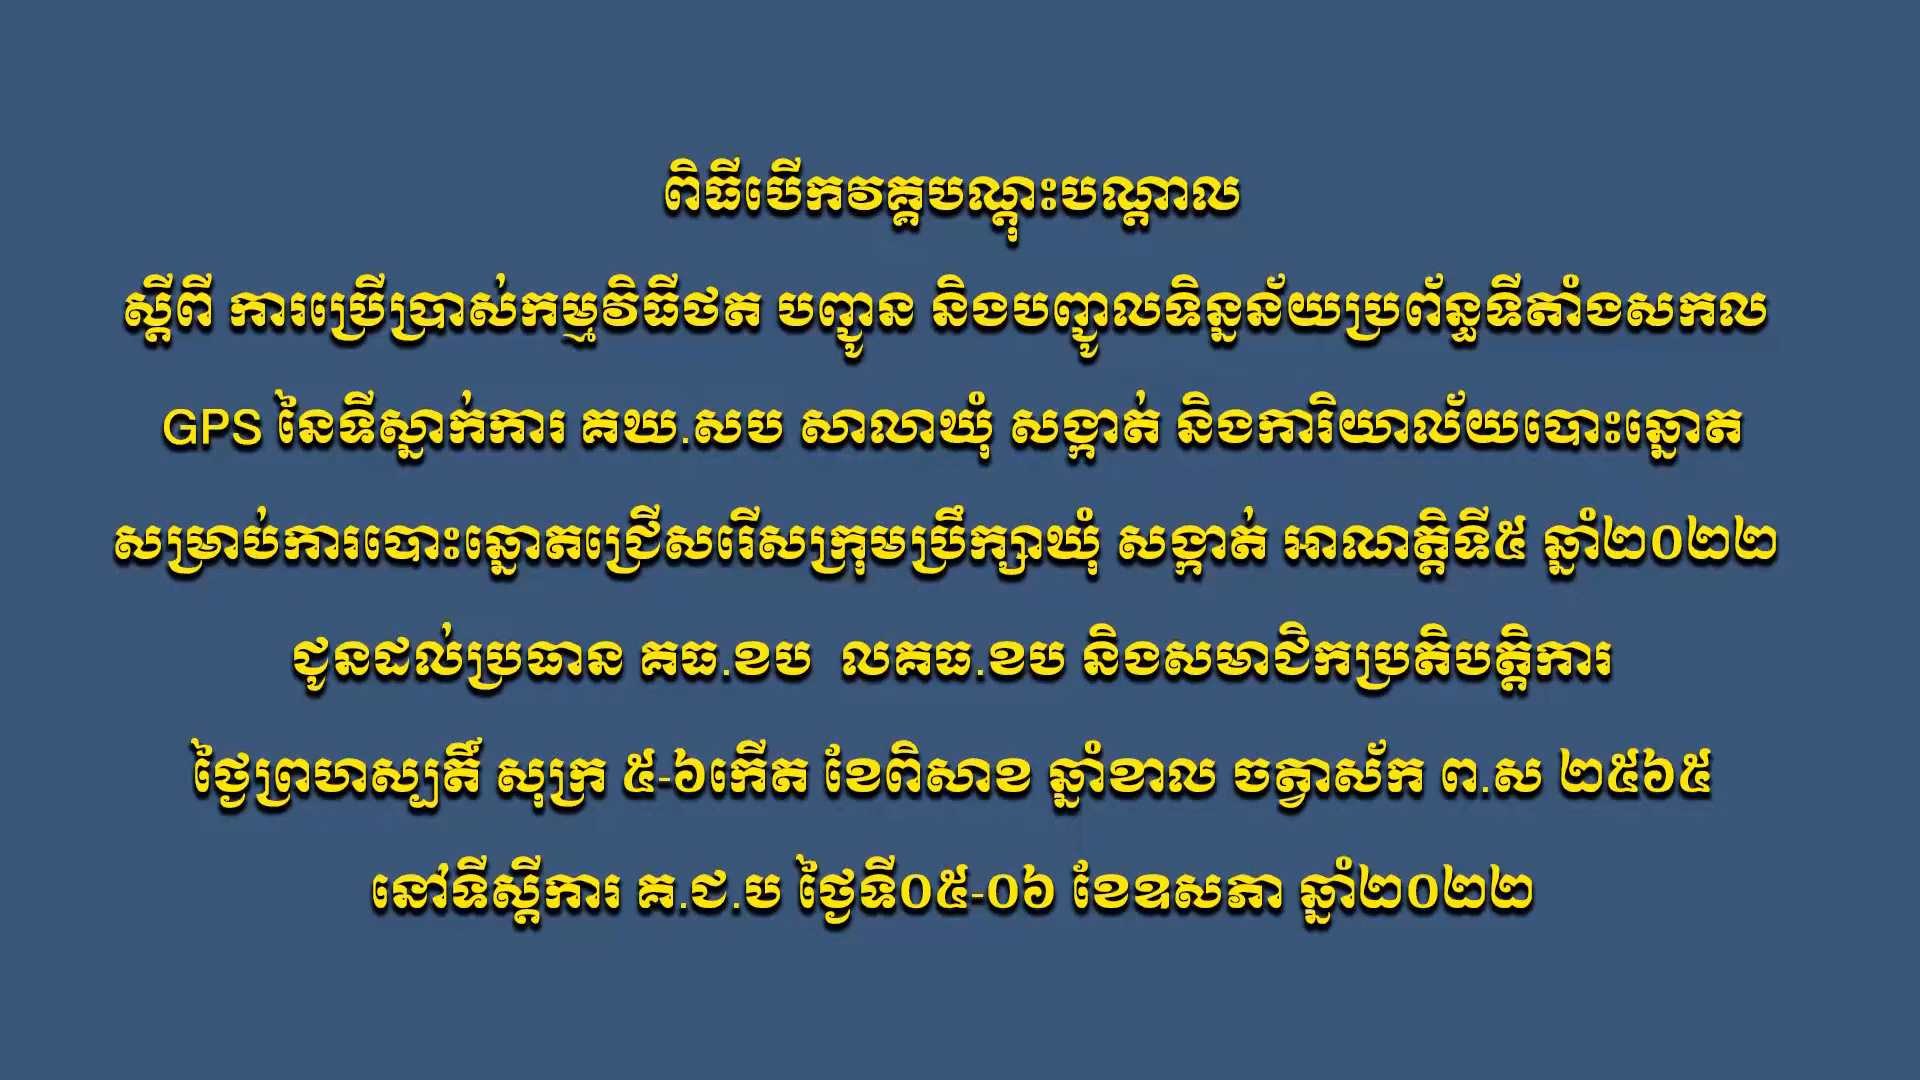 ពិធីបើកវគ្គបណ្តុះបណ្តាល
ស្តីពី ការប្រើប្រាស់កម្មវិធីថត បញ្ជូន និងបញ្ចូលទិន្នន័យប្រព័ន្ធទីតាំងសកល
GPS នៃទីស្នាក់ការ គឃ.សប សាលាឃុំ សង្កាត់ និងការិយាល័យបោះឆ្នោត
សម្រាប់ការបោះឆ្នោតជ្រើសរើសក្រុមប្រឹក្សាឃុំ សង្កាត់ អាណត្តិទី៥ ឆ្នាំ២០២២
ជូនដល់ប្រធាន គធ.ខប លគធ.ខប និងសមាជិកប្រតិបត្តិការ
ថ្ងៃព្រហស្បតិ៍ សុក្រ ៥-៦កើត ខែពិសាខ ឆ្នាំខាល ចត្វាស័ក ព.ស ២៥៦៥
នៅទីស្តីការ គ.ជ.ប ថ្ងៃទី០៥-០៦ ខែឧសភា ឆ្នាំ២០២២